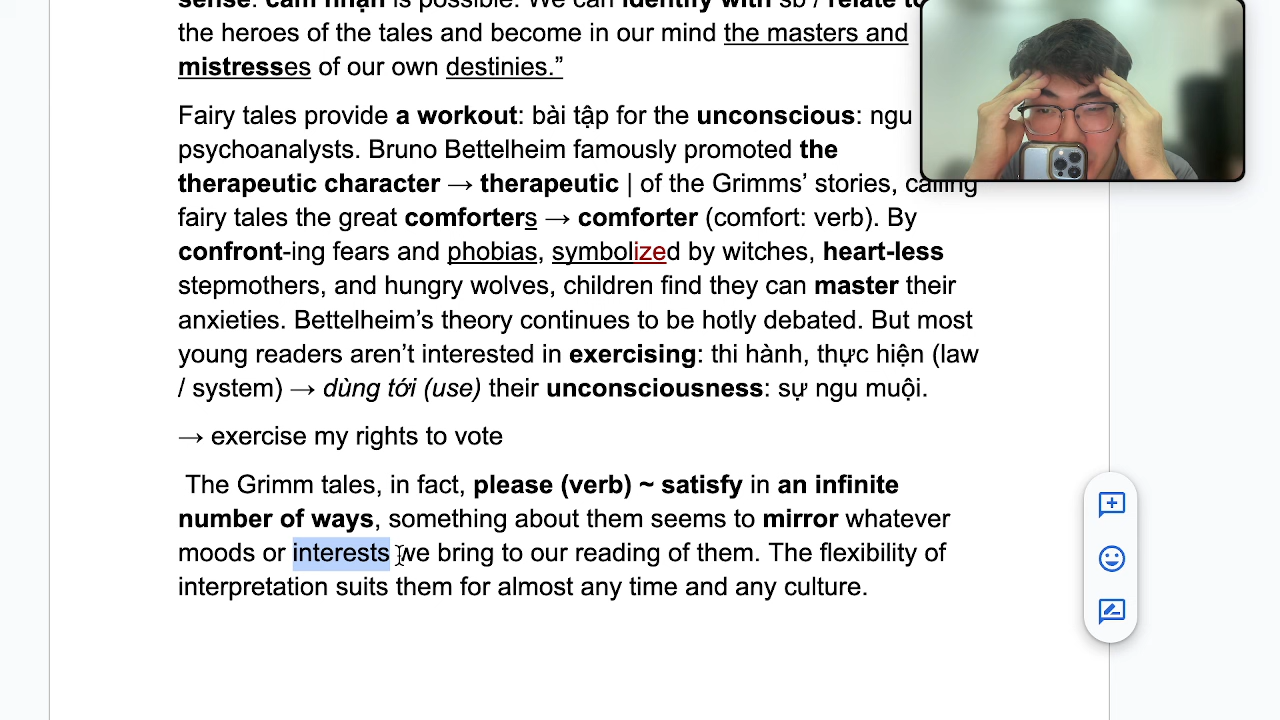 sense: cảm nhận is possible. We can identify with sb / relate to
the heroes of the tales and become in our mind the masters and
mistresses of our own destinies.”
Fairy tales provide a workout: bài tập for the unconscious: ngu
psychoanalysts. Bruno Bettelheim famously promoted the
therapeutic character → therapeutic | of the Grimms’ stories, calling
fairy tales the great comforters → comforter (comfort: verb). By
confront-ing fears and phobias, symbolized by witches, heart-less
stepmothers, and hungry wolves, children find they can master their
anxieties. Bettelheim’s theory continues to be hotly debated. But most
young readers aren’t interested in exercising: thi hành, thực hiện (law
/ system) → dùng tới (use) their unconsciousness: sự ngu muội.
→ exercise my rights to vote
The Grimm tales, in fact, please (verb) ~ satisfy in an infinite
number of ways, something about them seems to mirror whatever
moods or interests we bring to our reading of them. The flexibility of
interpretation suits them for almost any time and any culture.